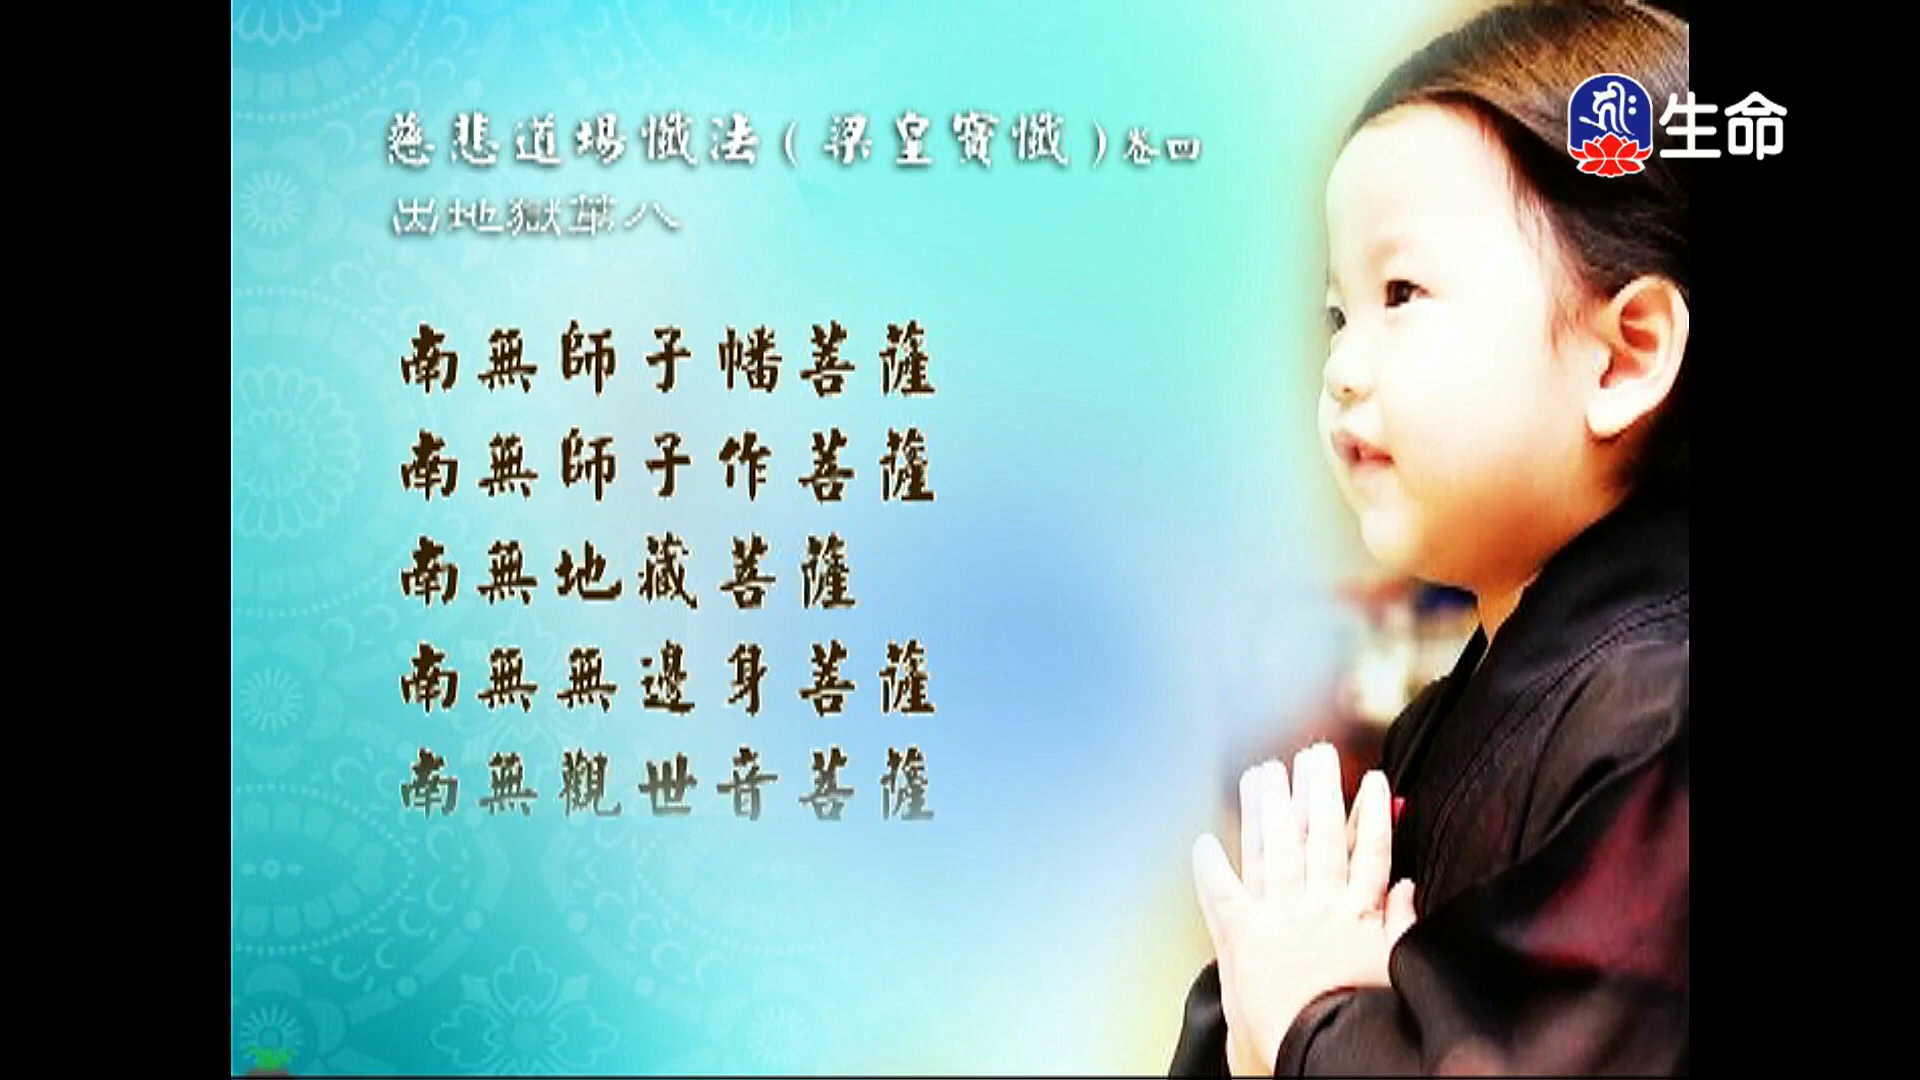 慈悲道場懺法(梁皇寶懺)卷四
生命
出地獄第八
南無師子幡菩薩
南無師子作菩薩
南無地藏菩薩
南無無邊身菩薩
南無觀世音菩薩